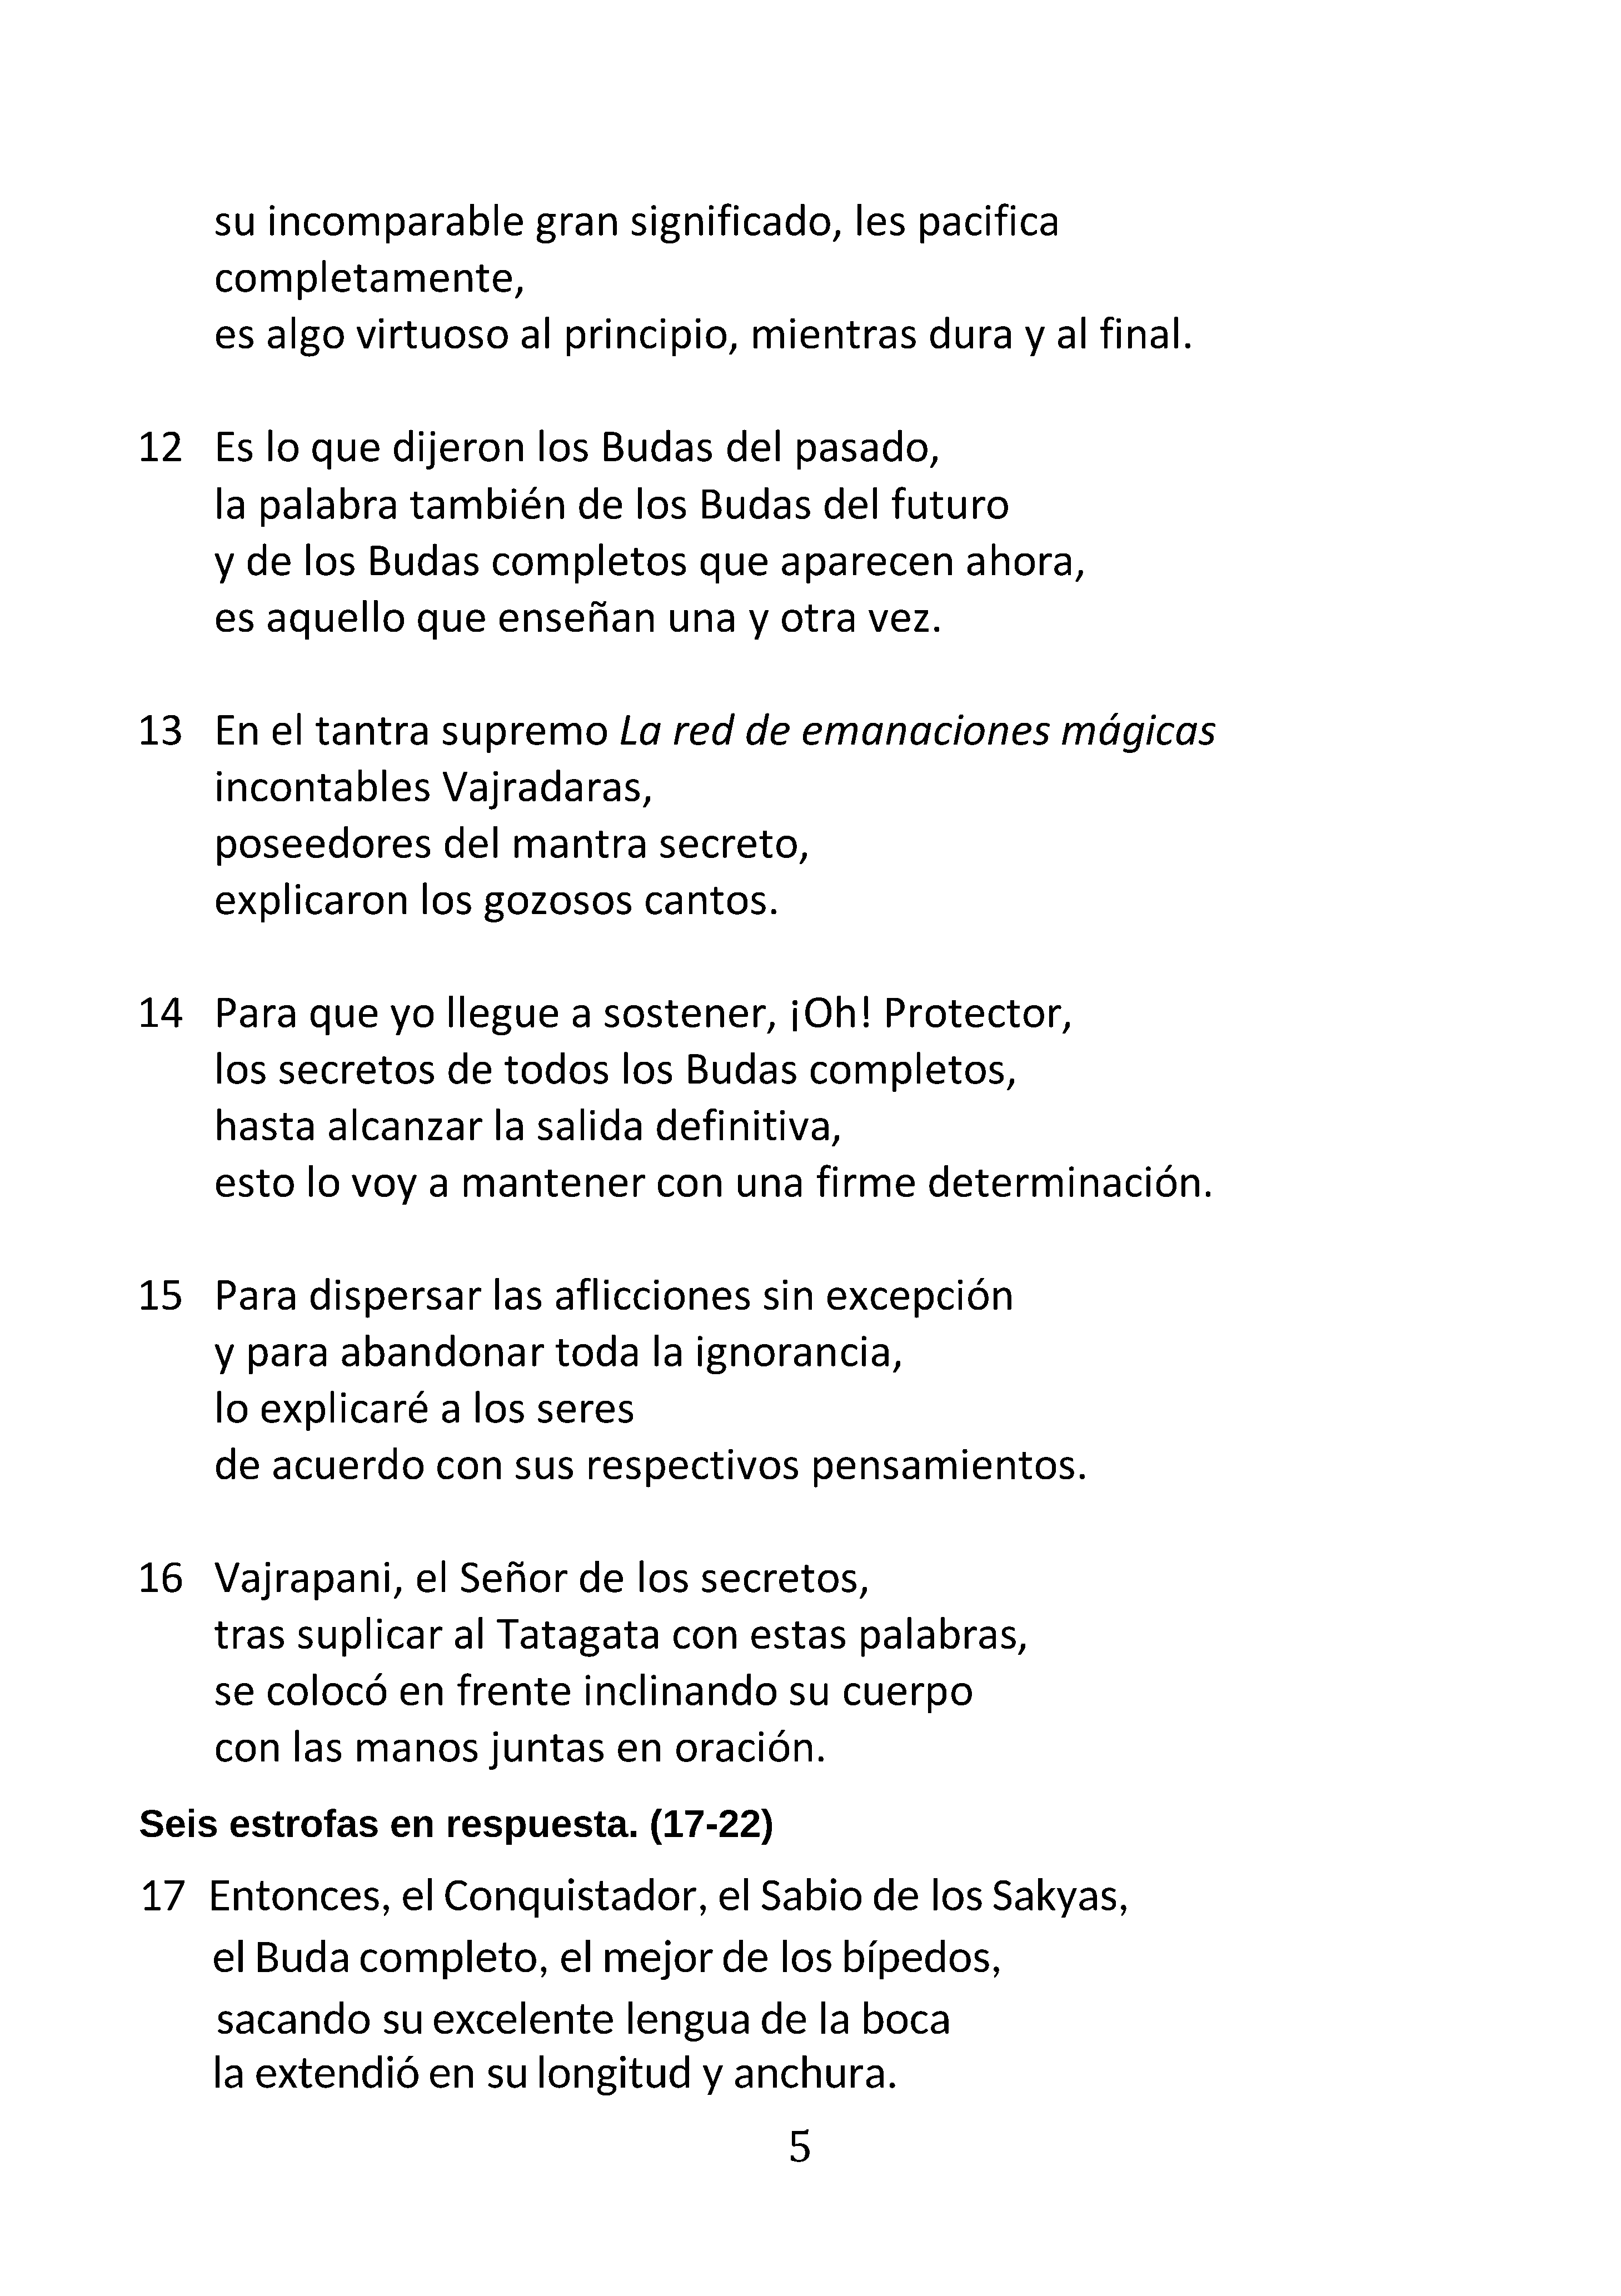 su incomparable gran significado, les pacifica
completamente,
es algo virtuoso al principio, mientras dura y al final.
12 Es lo que dijeron los Budas del pasado,
la palabra también de los Budas del futuro
y de los Budas completos que aparecen ahora,
es aquello que enseñan una y otra vez.
13 En el tantra supremo La red de emanaciones mágicas
incontables Vajradaras,
poseedores del mantra secreto,
explicaron los gozosos cantos.
14 Para que yo llegue a sostener, ¡Oh! Protector,
los secretos de todos los Budas completos,
hasta alcanzar la salida definitiva,
esto lo voy a mantener con una firme determinación.
15 Para dispersar las aflicciones sin excepción
y para abandonar toda la ignorancia,
lo explicaré a los seres
de acuerdo con sus respectivos pensamientos.
16 Vajrapani, el Señor de los secretos,
tras suplicar al Tatagata con estas palabras,
se colocó en frente inclinando su cuerpo
con las manos juntas en oración.
Seis estrofas en respuesta. (17-22)
17 Entonces, el Conquistador, el Sabio de los Sakyas,
el Buda completo, el mejor de los bípedos,
sacando su excelente lengua de la boca
la extendió en su longitud y anchura.
5